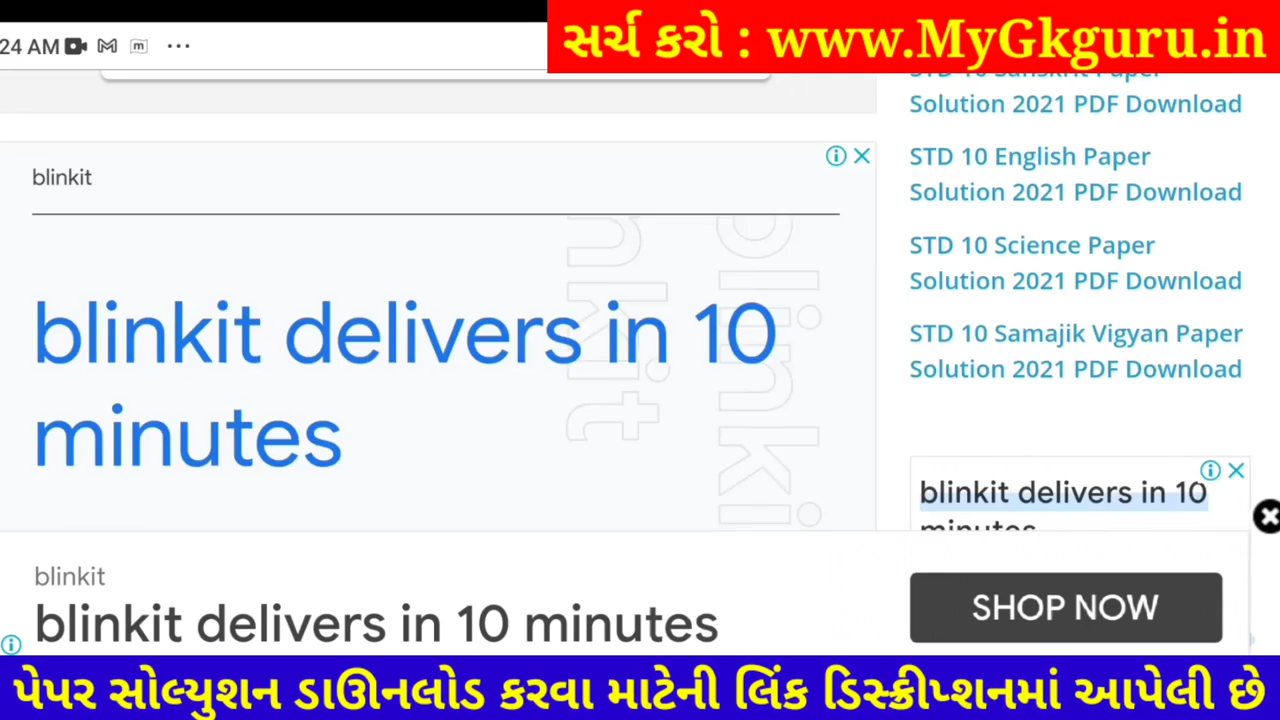 24 AM
સર્ચ કરો : www.MyGkguru.in
Solution 2021 PDF Download
STD 10 English Paper
Solution 2021 PDF Download
STD 10 Science Paper
Solution 2021 PDF Download
STD 10 Samajik Vigyan Paper
Solution 2021 PDF Download
blinkit
blinkit delivers in 10
minutes
blinkit delivers in 10
minutes
blinkit
blinkit delivers in 10 minutes
SHOP NOW
પેપર સોલ્યુશન ડાઊનલોડ કરવા માટેની લિંક ડિસ્ક્રીપ્શનમાં આપેલી છે